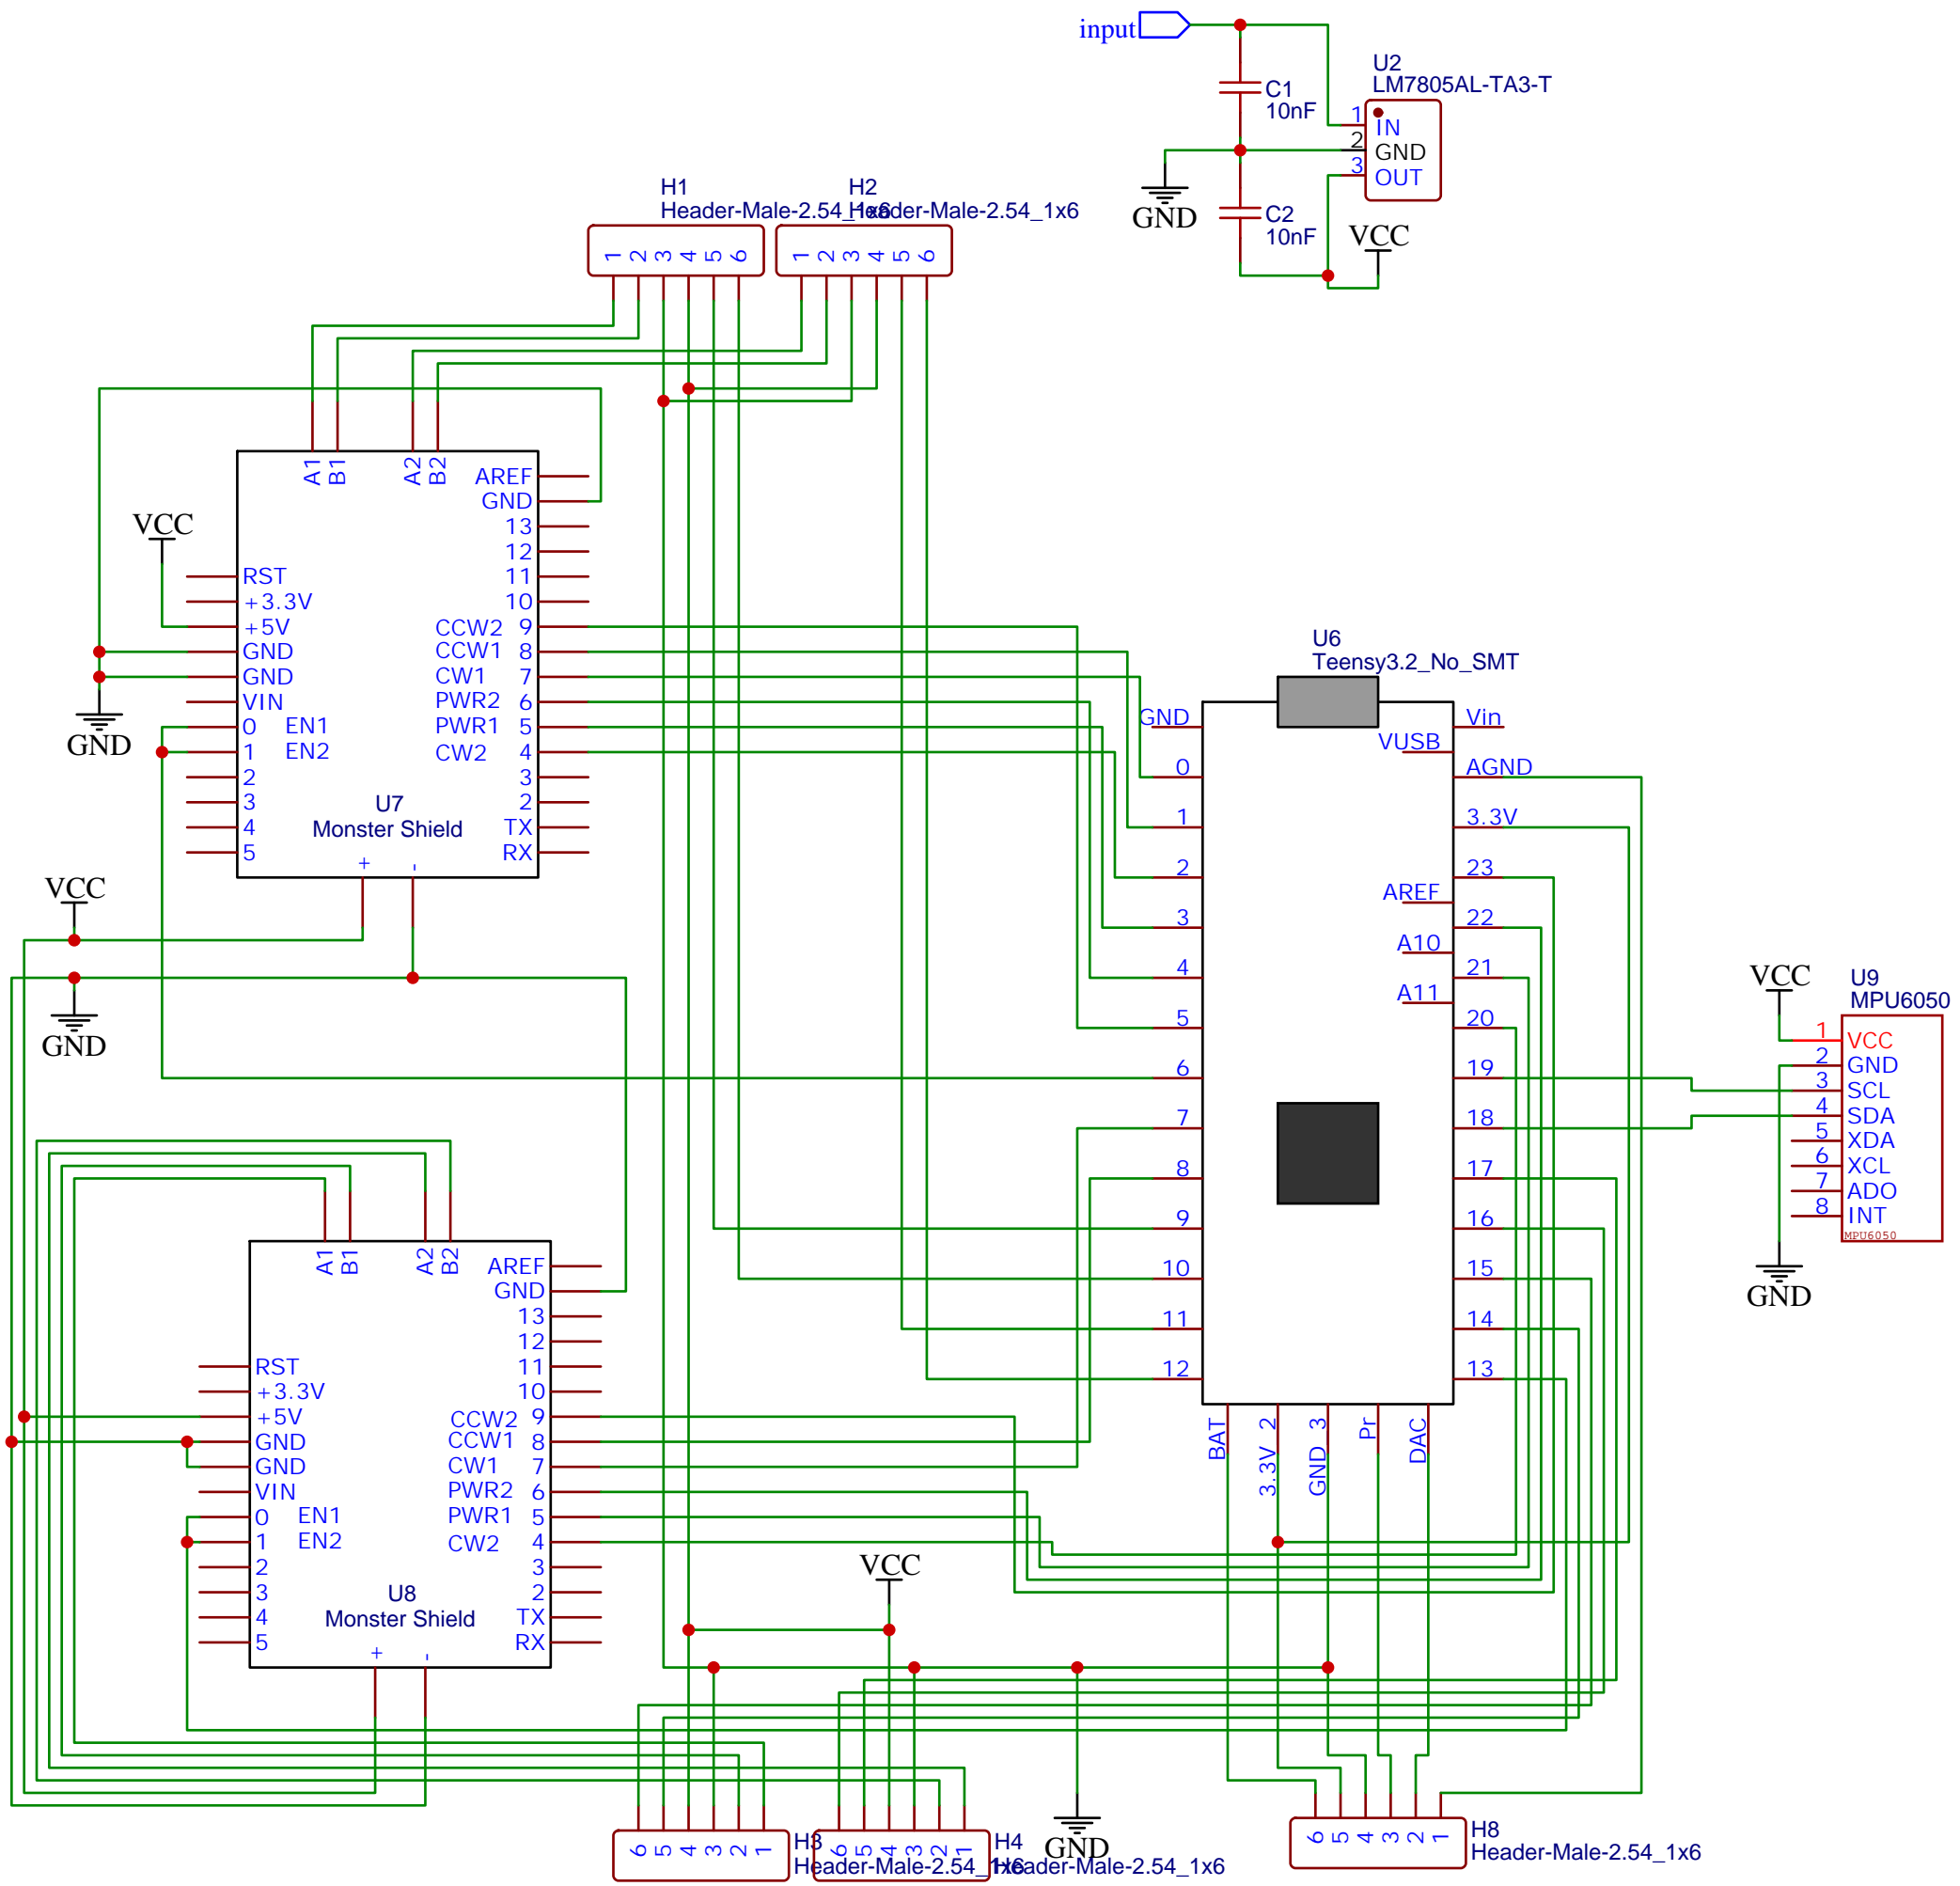 input
U2
LM7805AL-TA3-T
C1
10nF
1
IN
2
GND
3
OUT
GND
C2
10nF
VCC
H1
Header-Male-2.54_1x6
1 2 3 4 5 6
H2
Header-Male-2.54_1x6
1 2 3 4 5 6
A1 B1 A2 B2
AREF
GND
13
12
11
10
CCW2 9
CCW1 8
CW1 7
PWR2 6
PWR1 5
CW2 4
3
2
TX
RX
VCC
RST
+3.3V
+5V
GND
GND
VIN
0 EN1
1 EN2
2
3
4
5
GND
U7
Monster Shield
+ -
VCC
GND
U6
Teensy3.2_No_SMT
GND
0
1
2
3
4
5
6
7
8
9
10
11
12
Vin
VUSB
AGND
3.3V
23
AREF
22
A10
21
A11
20
19
18
17
16
15
14
13
BAT
3.3V 2
GND 3
Pr
DAC
VCC
U9
MPU6050
1 VCC
2 GND
3 SCL
4 SDA
5 XDA
6 XCL
7 ADO
8 INT
MPU6050
GND
A1 B1 A2 B2
AREF
GND
13
12
11
10
CCW2 9
CCW1 8
CW1 7
PWR2 6
PWR1 5
CW2 4
3
2
TX
RX
RST
+3.3V
+5V
GND
GND
VIN
0 EN1
1 EN2
2
3
4
5
U8
Monster Shield
+ -
VCC
6 5 4 3 2 1
H3
Header-Male-2.54_1x6
6 5 4 3 2 1
H4
Header-Male-2.54_1x6
GND
6 5 4 3 2 1
H8
Header-Male-2.54_1x6